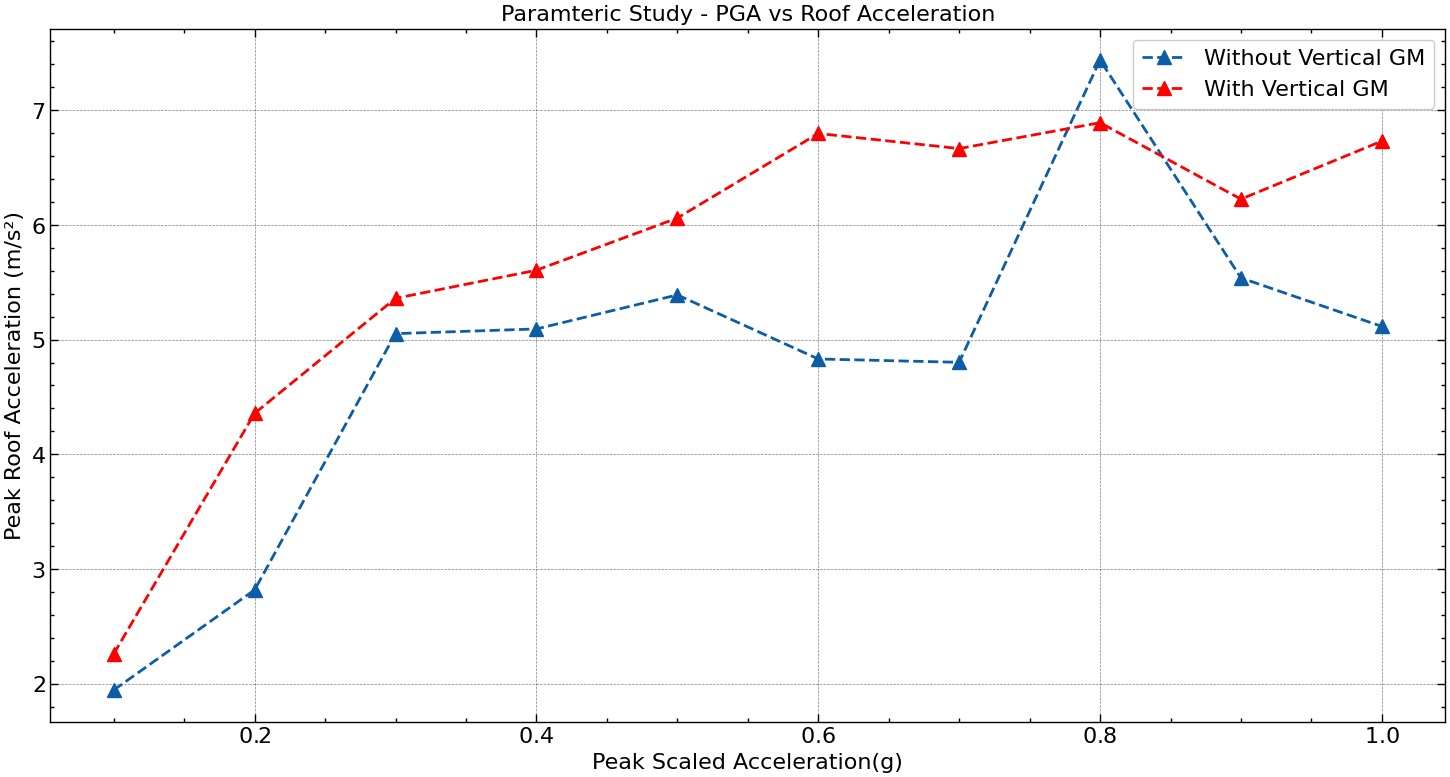 Paramteric Study - PGA vs Roof Acceleration
Without Vertical GM
With Vertical GM
Peak Roof Acceleration (m/s²)
7
6
5
4
3
2
0.2
0.4
0.6
0.8
1.0
Peak Scaled Acceleration(g)